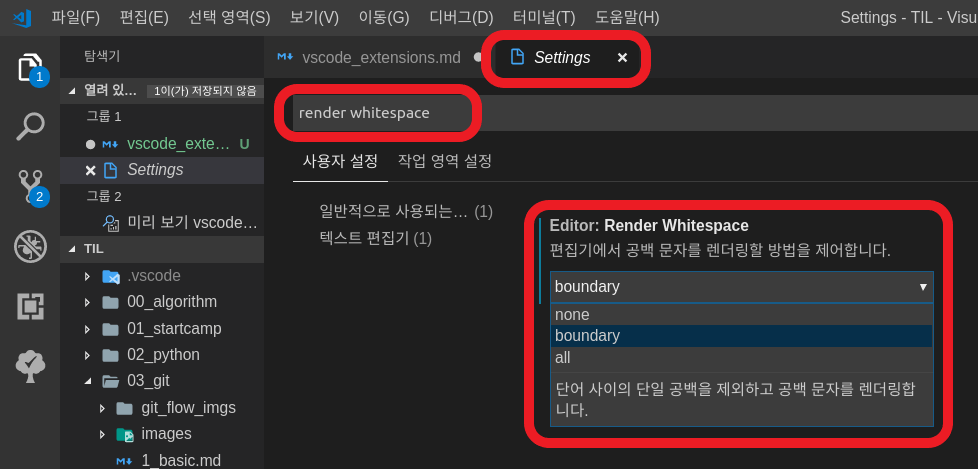 파일(F) 편집(E) 선택 영역(S) 보기(V) 이동(G) 디버그(D) 터미널(T) 도움말(H) Settings - TIL - Visu
탐색기
vscode_extensions.md
Settings
1
열려 있... 1이(가) 저장되지 않음
그룹 1
vscode_exte... U
Settings
그룹 2
미리 보기 vscode...
2
TIL
.vscode
00_algorithm
01_startcamp
02_python
03_git
git_flow_imgs
images
1_basic.md
render whitespace
사용자 설정 작업 영역 설정
일반적으로 사용되는... (1)
텍스트 편집기 (1)
Editor: Render Whitespace
편집기에서 공백 문자를 렌더링할 방법을 제어합니다.
boundary
none
boundary
all
단어 사이의 단일 공백을 제외하고 공백 문자를 렌더링합
니다.